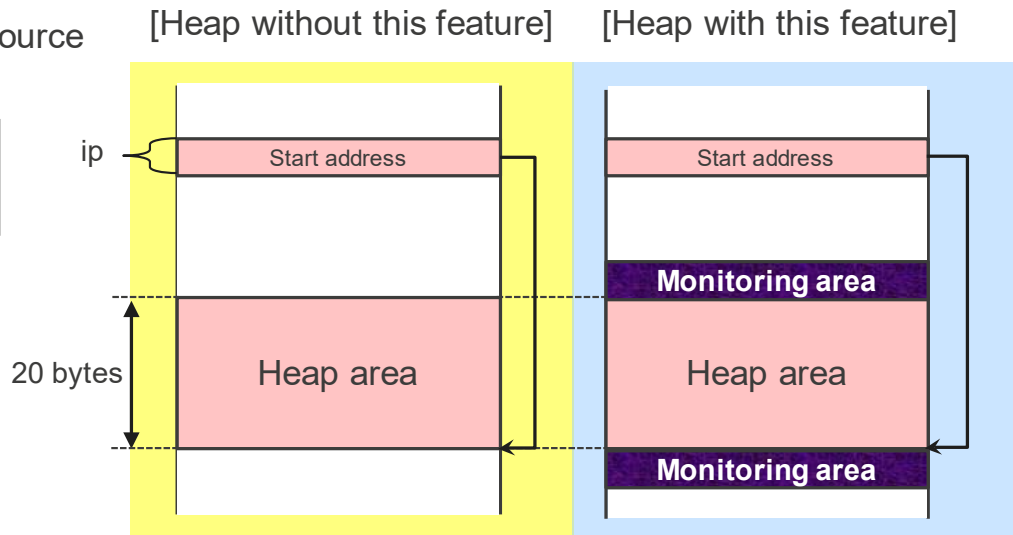 [Heap without this feature]
[Heap with this feature]
ip
Start address
Start address
Monitoring area
20 bytes
Heap area
Heap area
Monitoring area